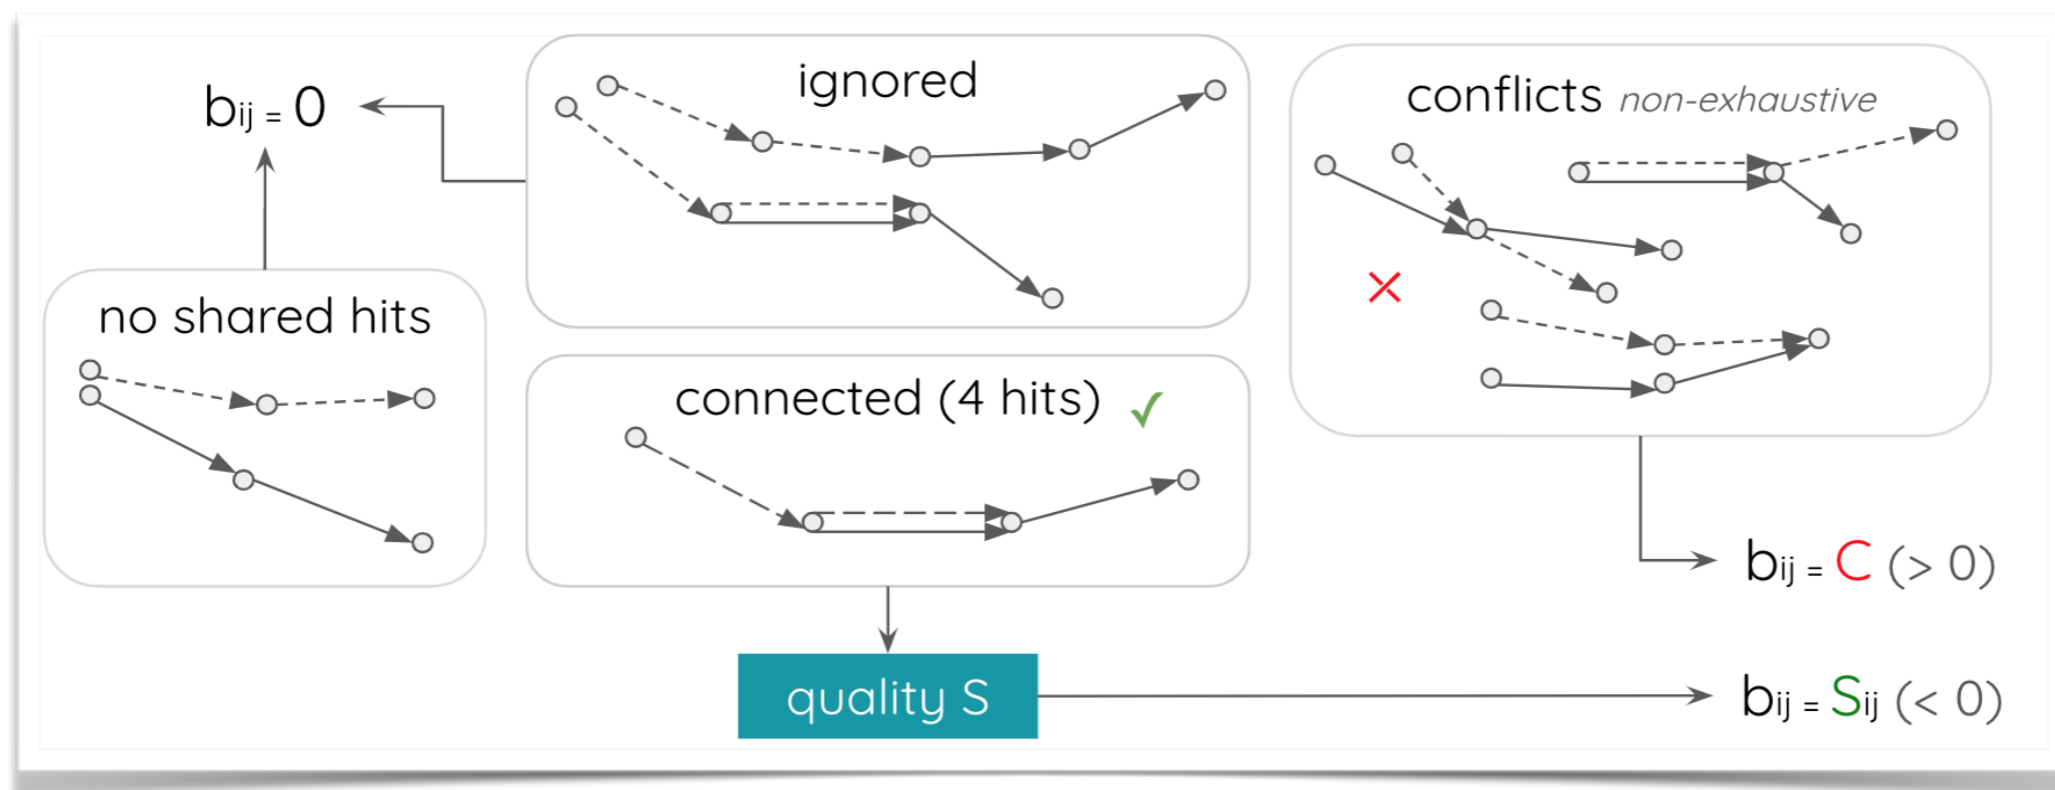 ignored
bij = 0
conflicts non-exhaustive
no shared hits
connected (4 hits) ✓
bij = C (> 0)
quality S
bij = Sij (< 0)